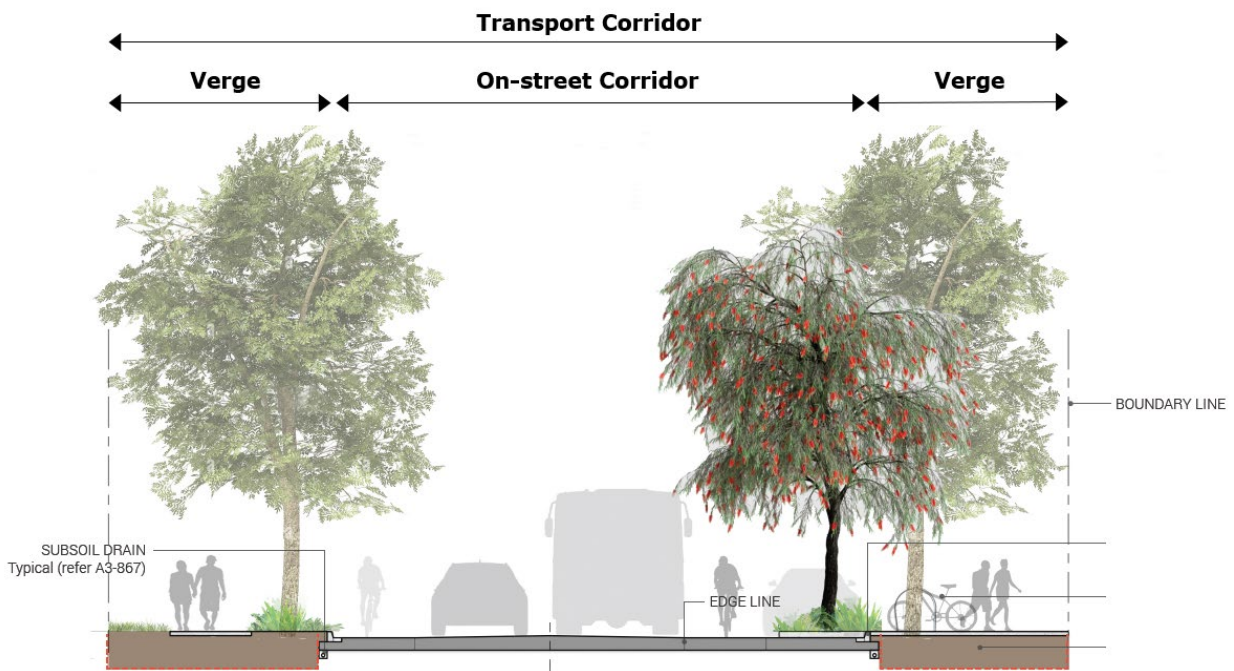 Transport Corridor
Verge
On-street Corridor
Verge
BOUNDARY LINE
SUBSOIL DRAIN
Typical (refer A3-867)
EDGE LINE